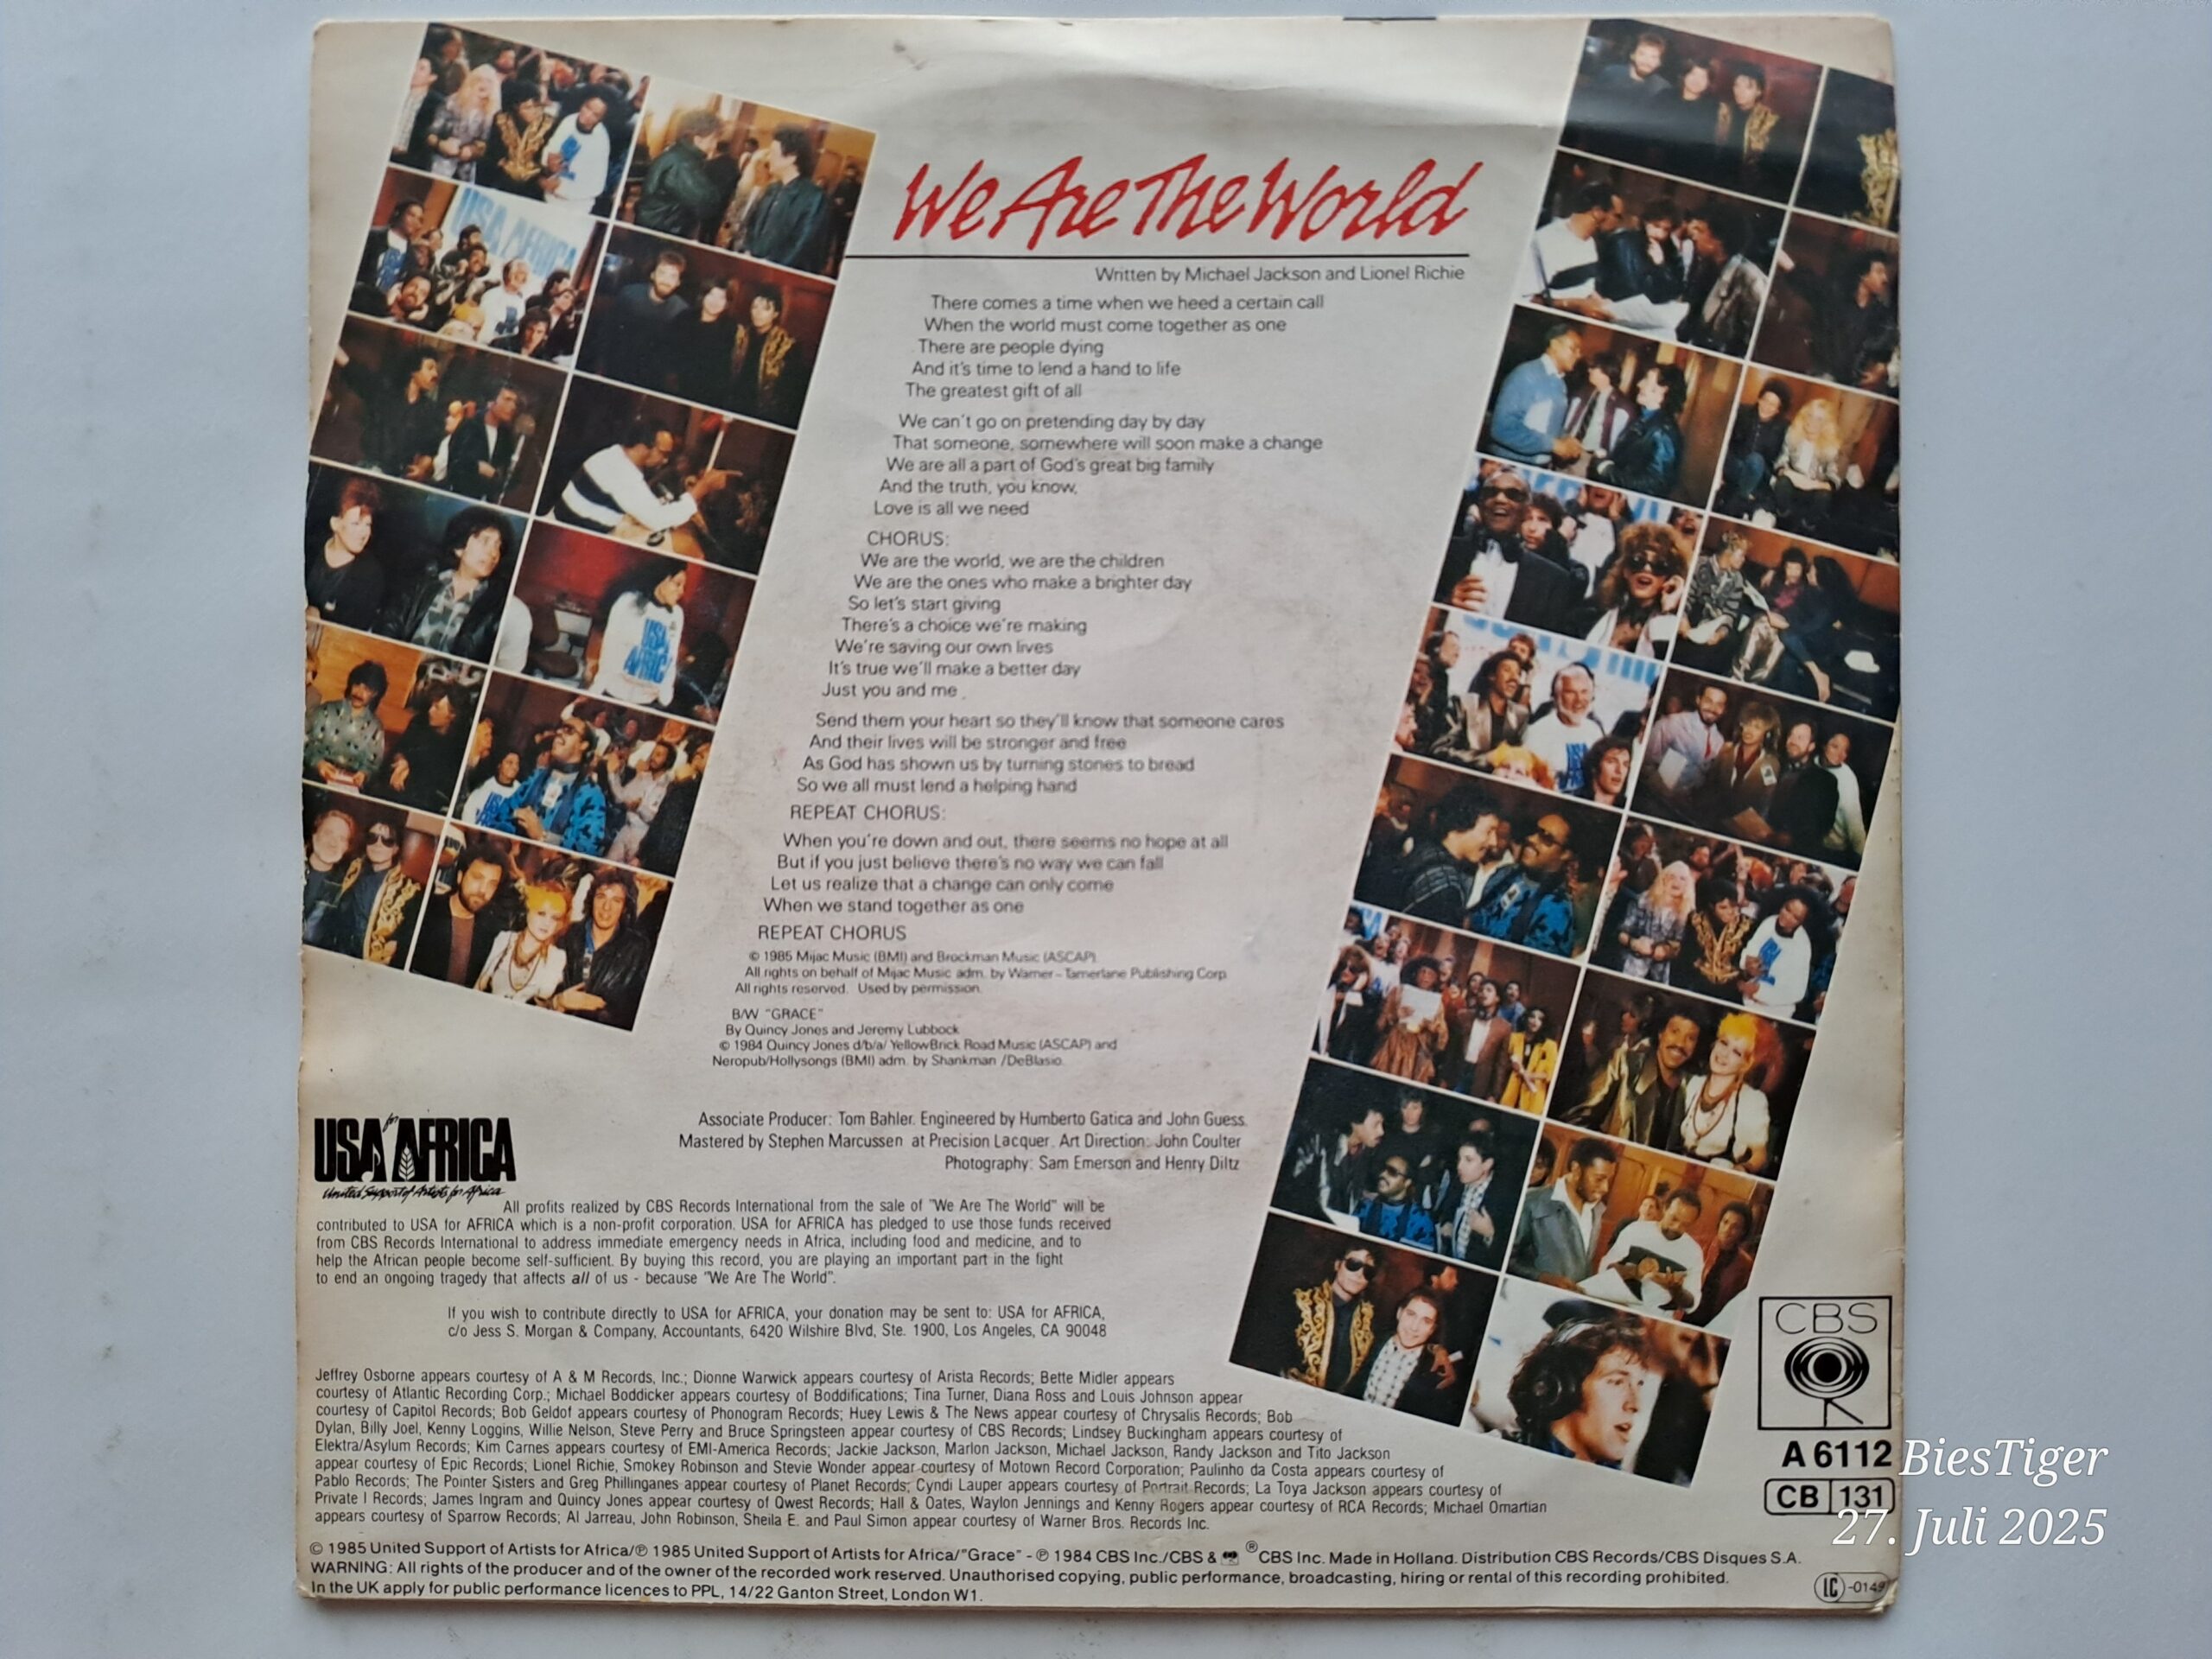 We Are The World
Written by Michael Jackson and Lionel Richie
There comes a time when we heed a certain call
When the world must come together as one
There are people dying
And it's time to lend a hand to life
The greatest gift of all
We can't go on pretending day by day
That someone, somewhere will soon make a change
We are all a part of God's great big family
And the truth, you know,
Love is all we need
CHORUS:
We are the world, we are the children
We are the ones who make a brighter day
So let's start giving
There's a choice we're making
We're saving our own lives
It's true we'll make a better day
Just you and me
Send them your heart so they'll know that someone cares
And their lives will be stronger and free
As God has shown us by turning stones to bread
So we all must lend a helping hand
REPEAT CHORUS:
When you're down and out, there seems no hope at all
But if you just believe there's no way we can fall
Let us realize that a change can only come
When we stand together as one
REPEAT CHORUS
© 1985 Mijac Music (BMI) and Brockman Music (ASCAP)
All rights on behalf of Mijac Music adm. by Warner-Tamerlane Publishing Corp.
All rights reserved. Used by permission.
B/W "GRACE"
By Quincy Jones and Jeremy Lubbock
© 1984 Quincy Jones d/b/a/ YellowBrick Road Music (ASCAP) and
Neropub/Hollysongs (BMI) adm. by Shankman /DeBlasio.
Associate Producer: Tom Bahler. Engineered by Humberto Gatica and John Guess.
Mastered by Stephen Marcussen at Precision Lacquer. Art Direction: John Coulter
Photography: Sam Emerson and Henry Diltz
USA for AFRICA
United Support of Artists for Africa
All profits realized by CBS Records International from the sale of "We Are The World" will be
contributed to USA for AFRICA which is a non-profit corporation. USA for AFRICA has pledged to use those funds received
from CBS Records International to address immediate emergency needs in Africa, including food and medicine, and to
help the African people become self-sufficient. By buying this record, you are playing an important part in the fight
to end an ongoing tragedy that affects all of us - because "We Are The World".
If you wish to contribute directly to USA for AFRICA, your donation may be sent to: USA for AFRICA,
c/o Jess S. Morgan & Company, Accountants, 6420 Wilshire Blvd, Ste. 1900, Los Angeles, CA 90048
Jeffrey Osborne appears courtesy of A & M Records, Inc.; Dionne Warwick appears courtesy of Arista Records; Bette Midler appears
courtesy of Atlantic Recording Corp.; Michael Boddicker appears courtesy of Boddifications; Tina Turner, Diana Ross and Louis Johnson appear
courtesy of Capitol Records; Bob Geldof appears courtesy of Phonogram Records; Huey Lewis & The News appear courtesy of Chrysalis Records; Bob
Dylan, Billy Joel, Kenny Loggins, Willie Nelson, Steve Perry and Bruce Springsteen appear courtesy of CBS Records; Lindsey Buckingham appears courtesy of
Elektra/Asylum Records; Kim Carnes appears courtesy of EMI-America Records; Jackie Jackson, Marlon Jackson, Michael Jackson, Randy Jackson and Tito Jackson
appear courtesy of Epic Records; Lionel Richie, Smokey Robinson and Stevie Wonder appear courtesy of Motown Record Corporation; Paulinho da Costa appears courtesy of
Pablo Records; The Pointer Sisters and Greg Phillinganes appear courtesy of Planet Records; Cyndi Lauper appears courtesy of Portrait Records; La Toya Jackson appears courtesy of
Private I Records; James Ingram and Quincy Jones appear courtesy of Qwest Records; Hall & Oates, Waylon Jennings and Kenny Rogers appear courtesy of RCA Records; Michael Omartian
appears courtesy of Sparrow Records; Al Jarreau, John Robinson, Sheila E. and Paul Simon appear courtesy of Warner Bros. Records Inc.
CBS
A 6112
CB 131
© 1985 United Support of Artists for Africa/℗ 1985 United Support of Artists for Africa/"Grace" - ℗ 1984 CBS Inc./CBS & ® CBS Inc. Made in Holland. Distribution CBS Records/CBS Disques S.A.
WARNING: All rights of the producer and of the owner of the recorded work reserved. Unauthorised copying, public performance, broadcasting, hiring or rental of this recording prohibited.
In the UK apply for public performance licences to PPL, 14/22 Ganton Street, London W1.
LC -0149
BiesTiger
27. Juli 2025
USA AFRICA
USA
AFRIC